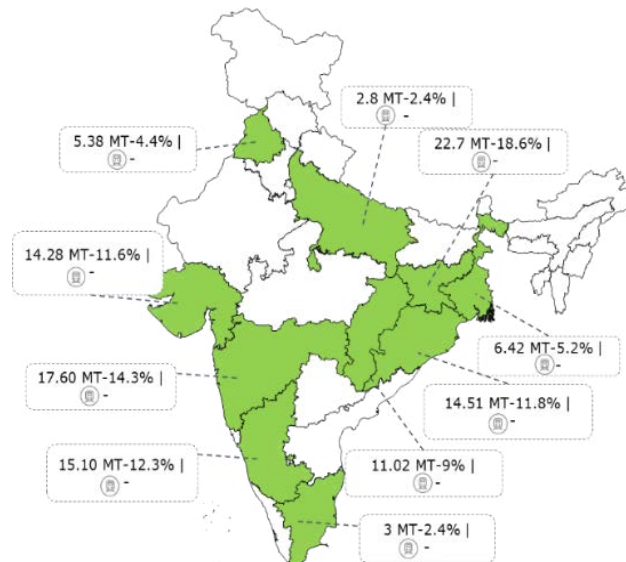 2.8 MT-2.4% |
-
5.38 MT-4.4% |
-
22.7 MT-18.6% |
-
14.28 MT-11.6% |
-
6.42 MT-5.2% |
-
17.60 MT-14.3% |
-
14.51 MT-11.8% |
-
15.10 MT-12.3% |
-
11.02 MT-9% |
-
3 MT-2.4% |
-